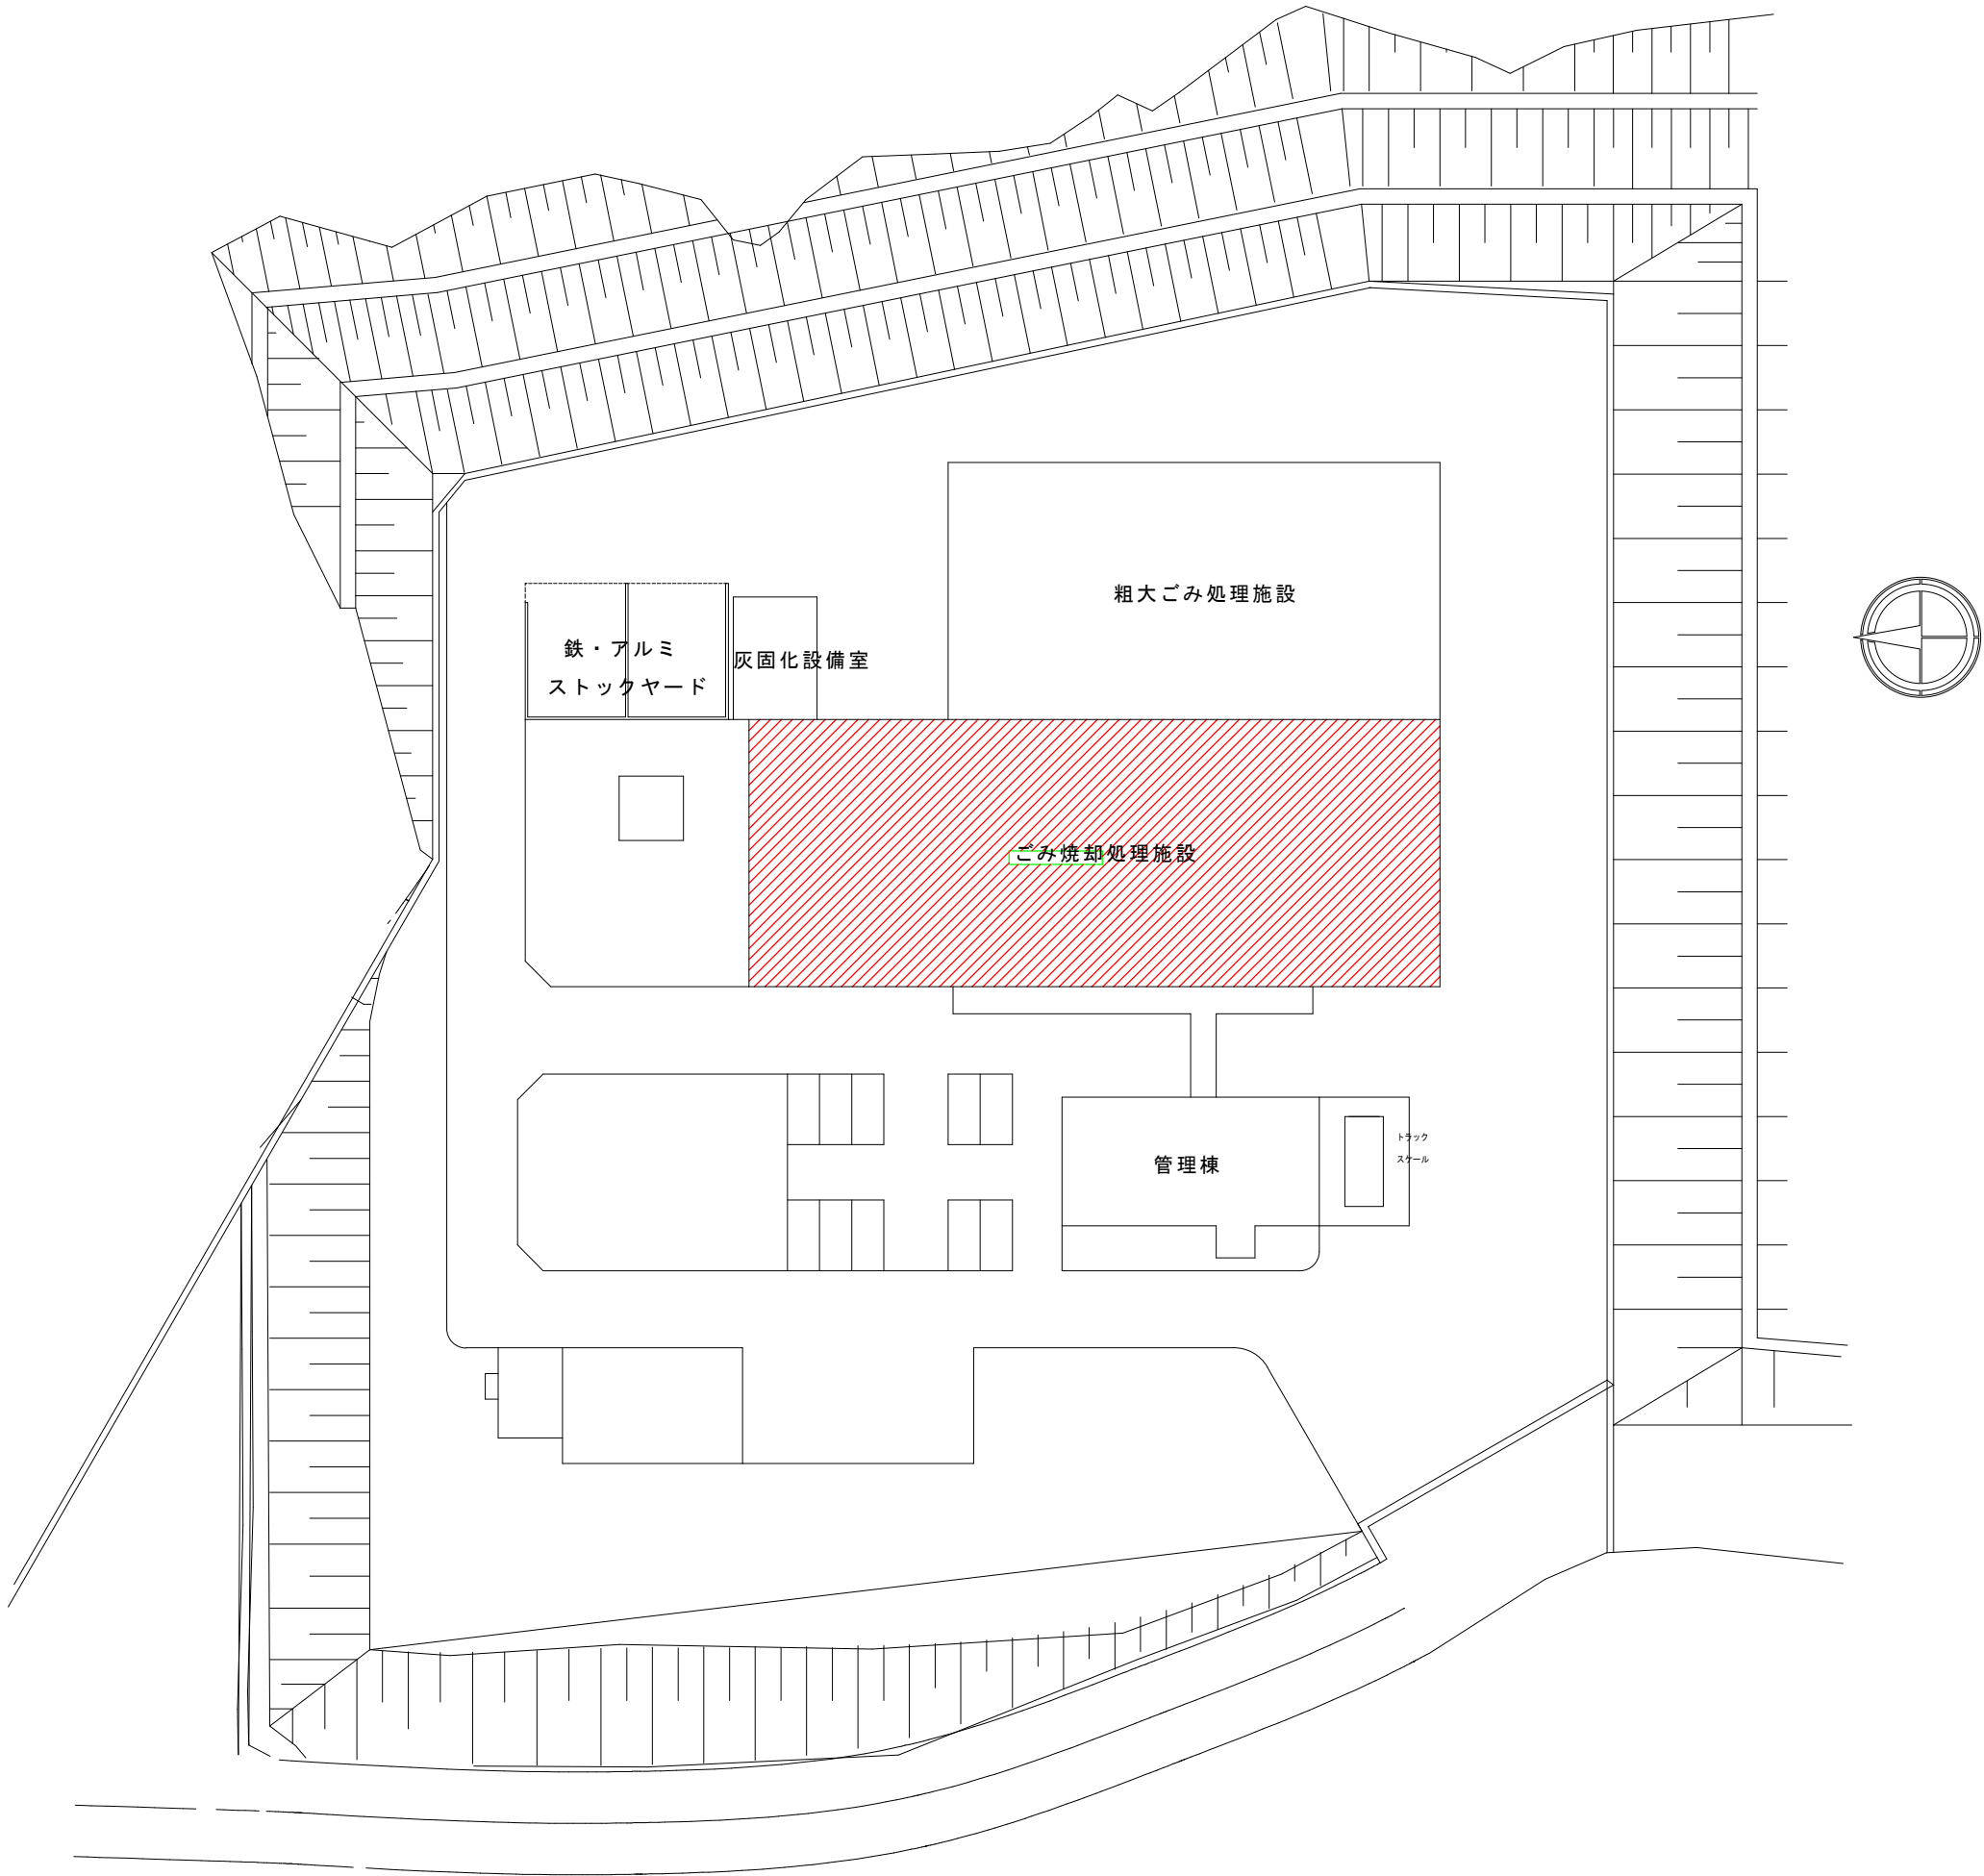 粗大ごみ処理施設
鉄・アルミ
ストックヤード
灰固化設備室
ごみ焼却処理施設
管理棟
トラック
スケール